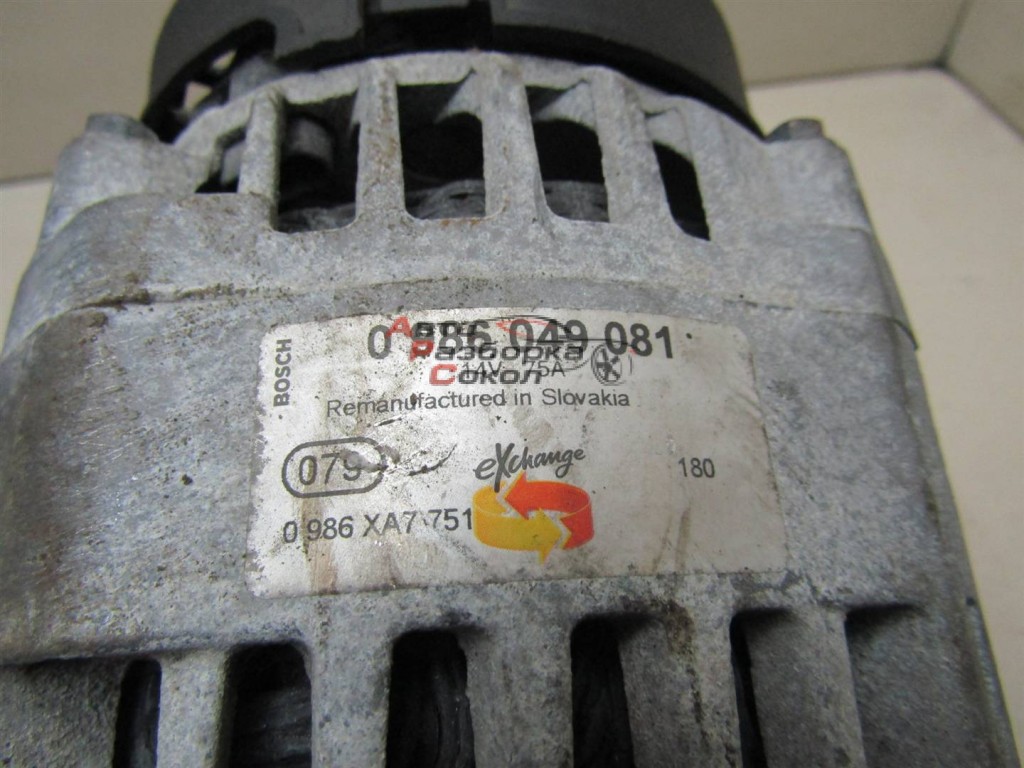 BOSCH
0 986 049 081
Авто
Разборка
Сокол
14V 75A
Remanufactured in Slovakia
079
eXchange
180
0 986 XA7 751